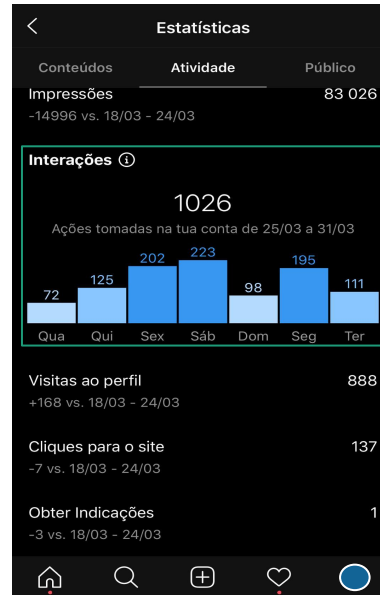 Estatísticas
Conteúdos Atividade Público
Impressões 83 026
-14996 vs. 18/03 - 24/03
Interações
1026
Ações tomadas na tua conta de 25/03 a 31/03
72 125 202 223 98 195 111
Qua Qui Sex Sáb Dom Seg Ter
Visitas ao perfil 888
+168 vs. 18/03 - 24/03
Cliques para o site 137
-7 vs. 18/03 - 24/03
Obter Indicações 1
-3 vs. 18/03 - 24/03